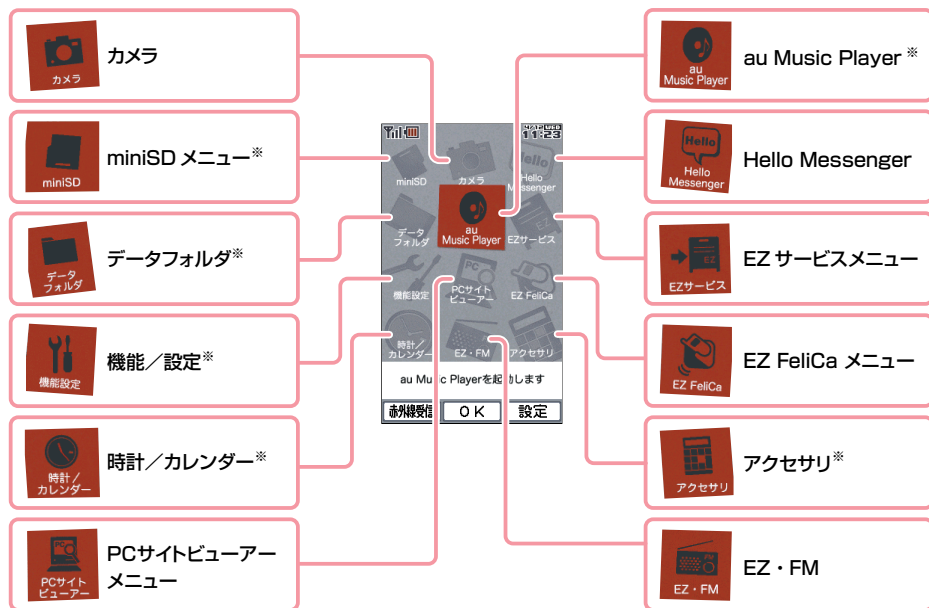 カメラ
カメラ
miniSD
miniSD メニュー※
データ
フォルダ
データフォルダ※
機能設定
機能／設定※
時計／
カレンダー
時計／カレンダー※
PCサイト
ビューアー
PCサイトビューアー
メニュー
11:23
miniSD
カメラ
Hello
Hello
Messenger
データ
フォルダ
au
Music Player
EZサービス
機能設定
PC
PCサイト
ビューアー
EZ FeliCa
時計／
カレンダー
EZ・FM
アクセサリ
au Music Playerを起動します
赤外線受信
OK
設定
au
Music Player
au Music Player※
Hello
Hello
Messenger
Hello Messenger
EZ
EZサービス
EZ サービスメニュー
EZ FeliCa
EZ FeliCa メニュー
アクセサリ
アクセサリ※
FM
EZ・FM
EZ・FM